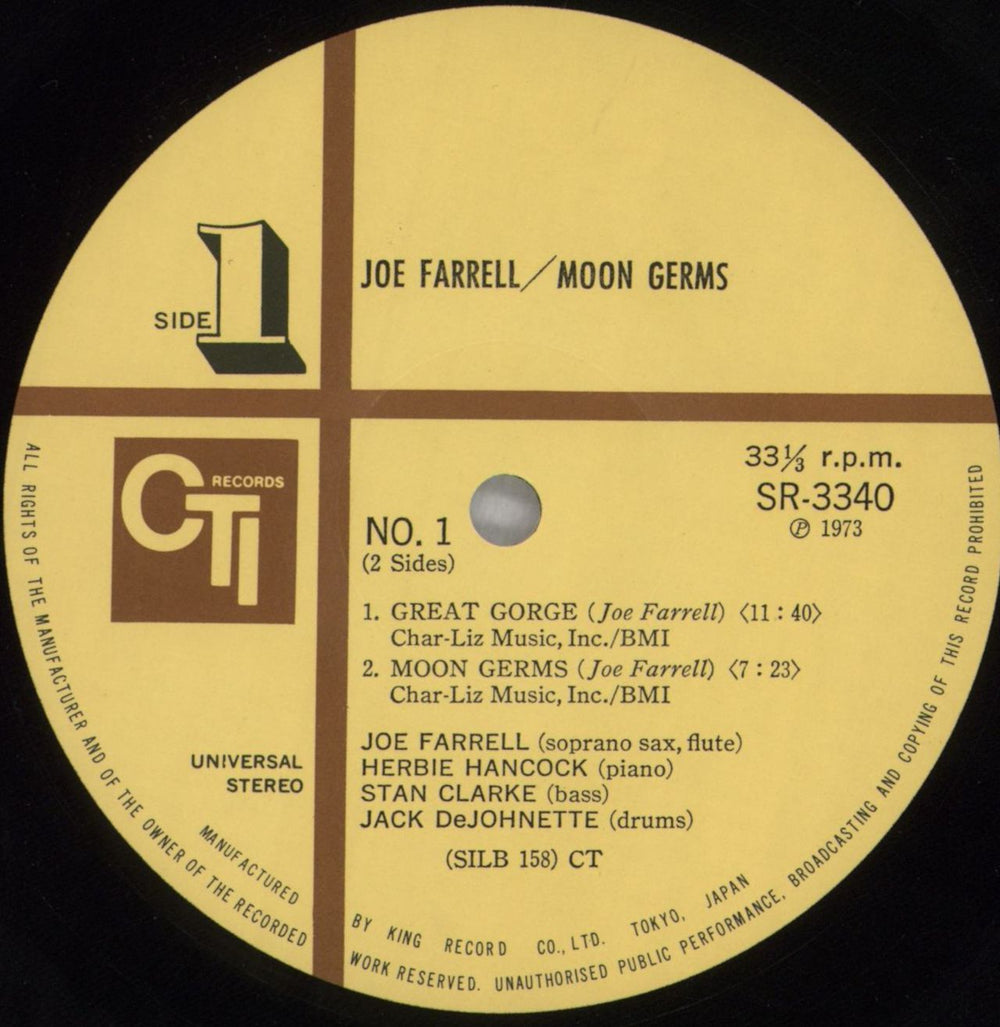 JOE FARRELL/MOON GERMS
SIDE 1
CTI RECORDS
33⅓ r.p.m.
SR-3340
℗ 1973
NO. 1
(2 Sides)
1. GREAT GORGE (Joe Farrell) 〈11 : 40〉
Char-Liz Music, Inc./BMI
2. MOON GERMS (Joe Farrell) 〈7 : 23〉
Char-Liz Music, Inc./BMI
JOE FARRELL (soprano sax, flute)
HERBIE HANCOCK (piano)
STAN CLARKE (bass)
JACK DeJOHNETTE (drums)
(SILB 158) CT
UNIVERSAL
STEREO
MANUFACTURED BY KING RECORD CO., LTD. TOKYO, JAPAN
ALL RIGHTS OF THE MANUFACTURER AND OF THE OWNER OF THE RECORDED WORK RESERVED. UNAUTHORISED PUBLIC PERFORMANCE, BROADCASTING AND COPYING OF THIS RECORD PROHIBITED